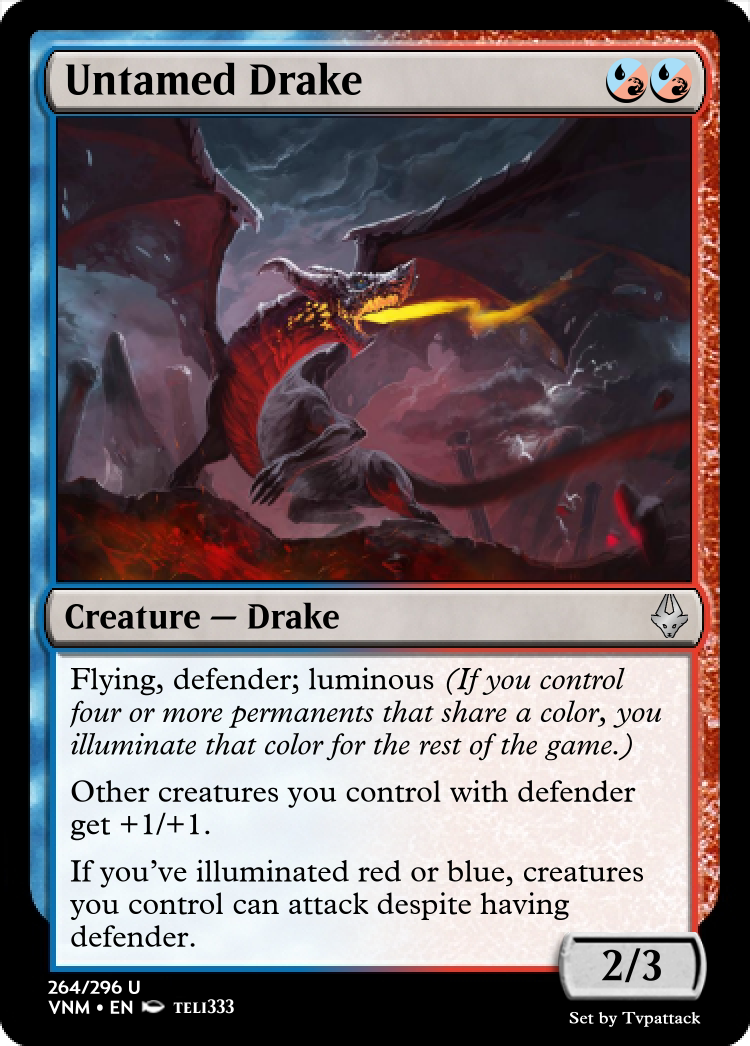 Untamed Drake
Creature — Drake
Flying, defender; luminous (If you control
four or more permanents that share a color, you
illuminate that color for the rest of the game.)
Other creatures you control with defender
get +1/+1.
If you’ve illuminated red or blue, creatures
you control can attack despite having
defender.
2/3
264/296 U
VNM • EN TELI333
Set by Tvpattack